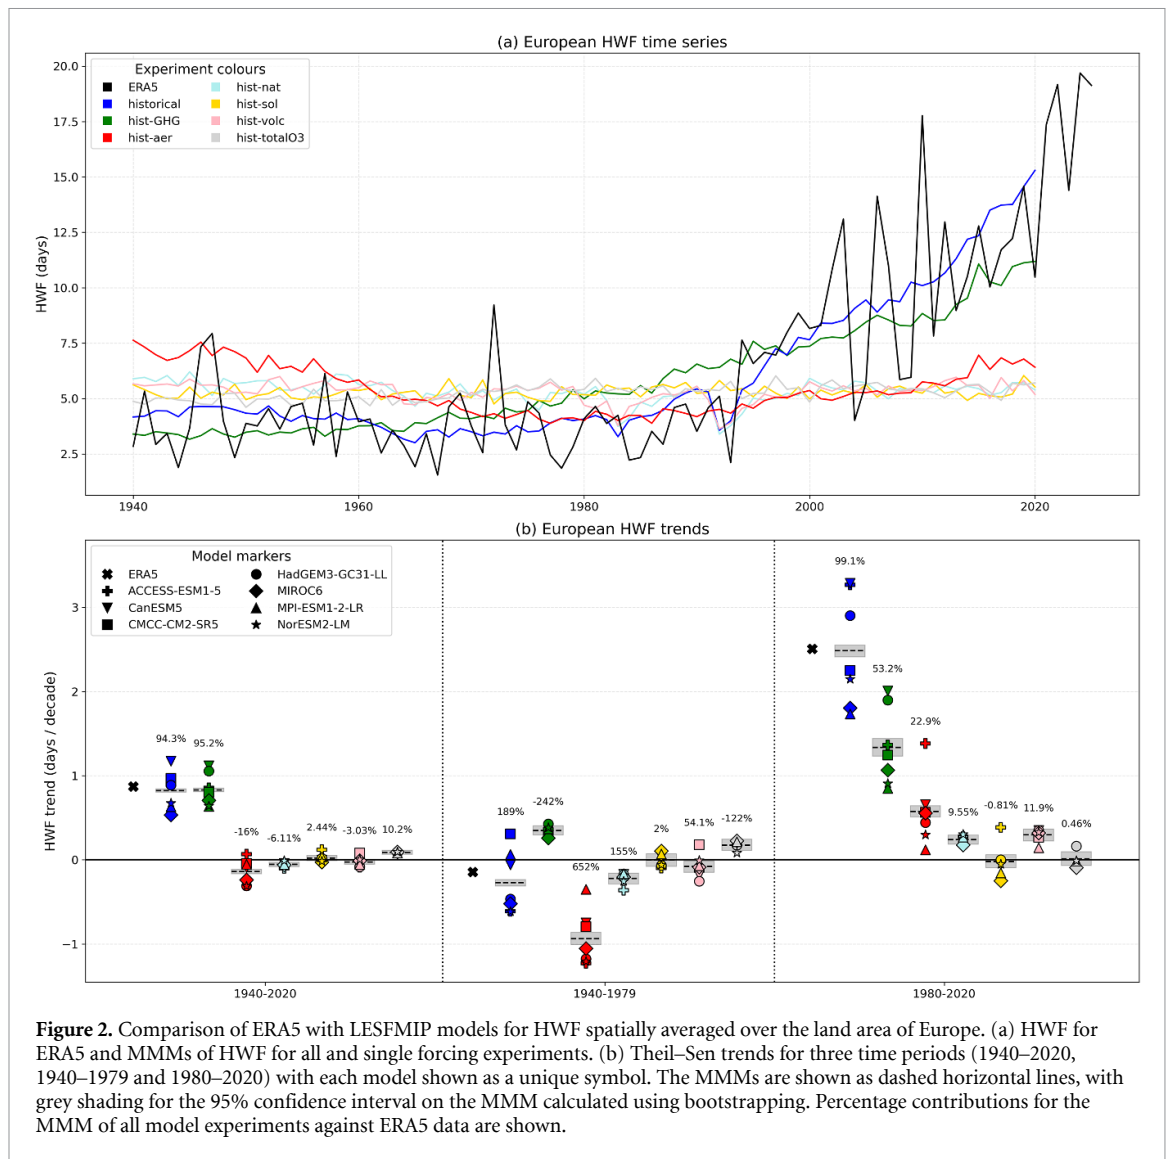 (a) European HWF time series
Experiment colours
ERA5
historical
hist-GHG
hist-aer
hist-nat
hist-sol
hist-volc
hist-totalO3
HWF (days)
20.0
17.5
15.0
12.5
10.0
7.5
5.0
2.5
1940
1960
1980
2000
2020
(b) European HWF trends
Model markers
ERA5
ACCESS-ESM1-5
CanESM5
CMCC-CM2-SR5
HadGEM3-GC31-LL
MIROC6
MPI-ESM1-2-LR
NorESM2-LM
HWF trend (days / decade)
3
2
1
0
−1
94.3%
95.2%
-16%
-6.11%
2.44%
-3.03%
10.2%
189%
-242%
652%
155%
2%
54.1%
-122%
99.1%
53.2%
22.9%
9.55%
-0.81%
11.9%
0.46%
1940-2020
1940-1979
1980-2020
Figure 2. Comparison of ERA5 with LESFMIP models for HWF spatially averaged over the land area of Europe. (a) HWF for
ERA5 and MMMs of HWF for all and single forcing experiments. (b) Theil–Sen trends for three time periods (1940–2020,
1940–1979 and 1980–2020) with each model shown as a unique symbol. The MMMs are shown as dashed horizontal lines, with
grey shading for the 95% confidence interval on the MMM calculated using bootstrapping. Percentage contributions for the
MMM of all model experiments against ERA5 data are shown.